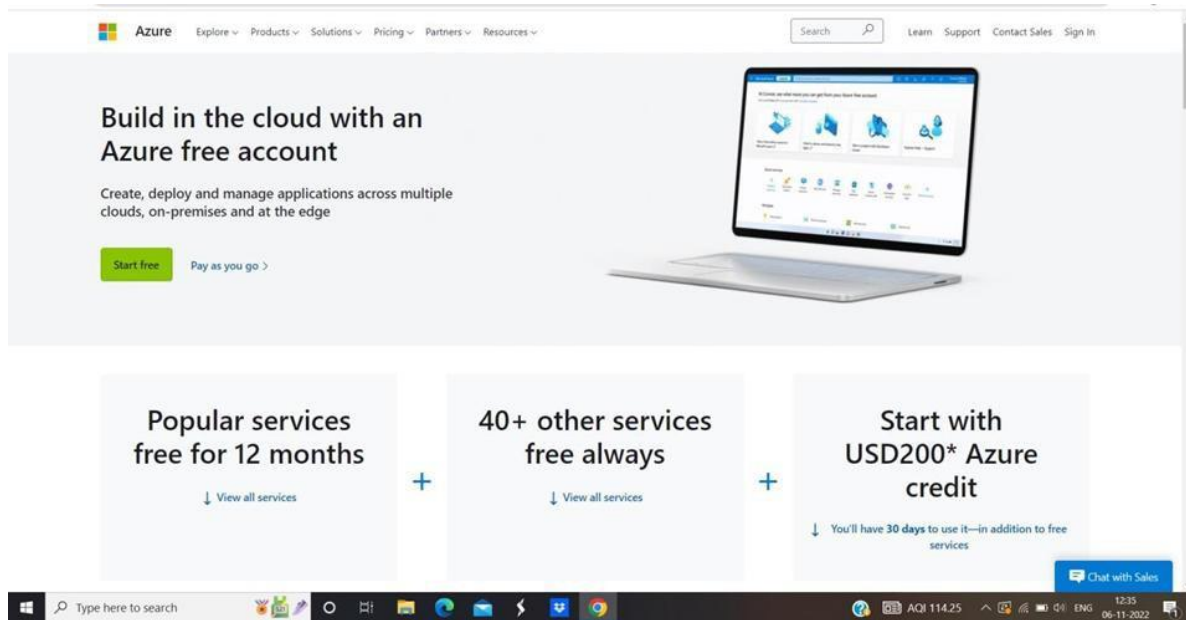 Azure
Explore Products Solutions Pricing Partners Resources
Search
Learn Support Contact Sales Sign In
Build in the cloud with an
Azure free account
Create, deploy and manage applications across multiple
clouds, on-premises and at the edge
Start free
Pay as you go >
Popular services
free for 12 months
↓ View all services
+
40+ other services
free always
↓ View all services
+
Start with
USD200* Azure
credit
↓ You'll have 30 days to use it—in addition to free
services
Chat with Sales
Type here to search
AQI 114.25
ENG
12:35
06-11-2022